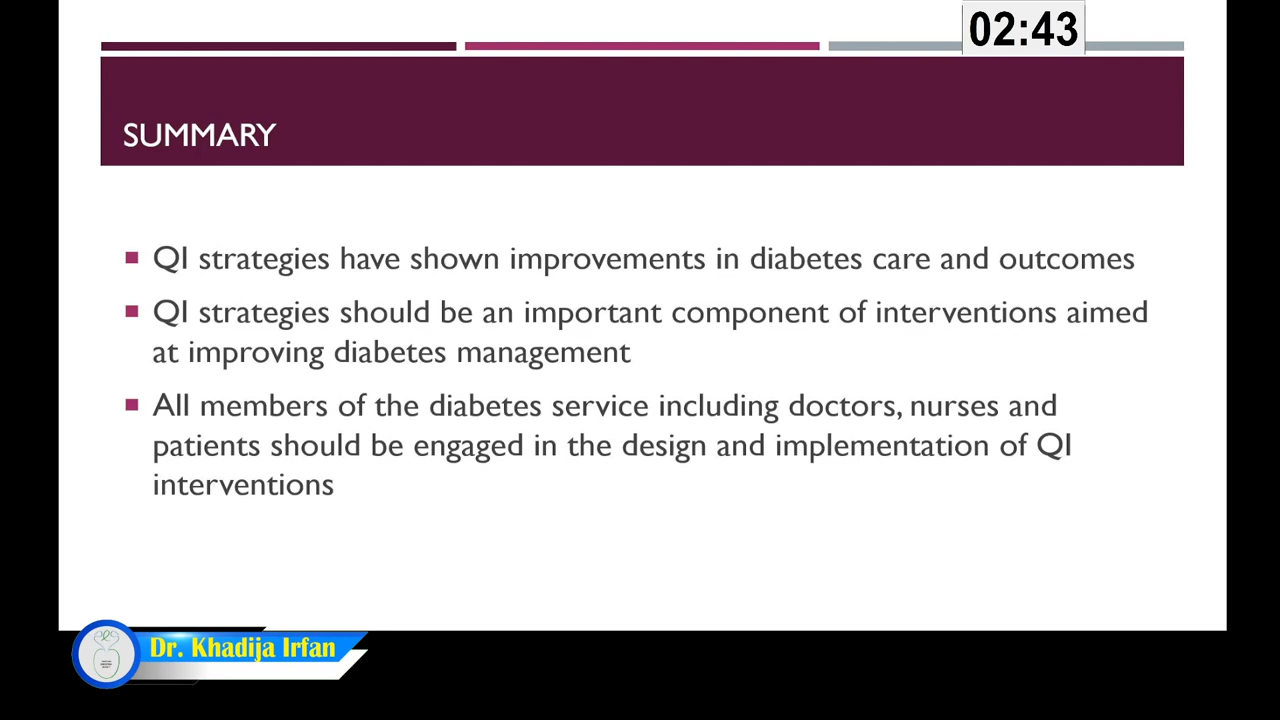 02:43
SUMMARY
QI strategies have shown improvements in diabetes care and outcomes
QI strategies should be an important component of interventions aimed
at improving diabetes management
All members of the diabetes service including doctors, nurses and
patients should be engaged in the design and implementation of QI
interventions
Dr. Khadija Irfan